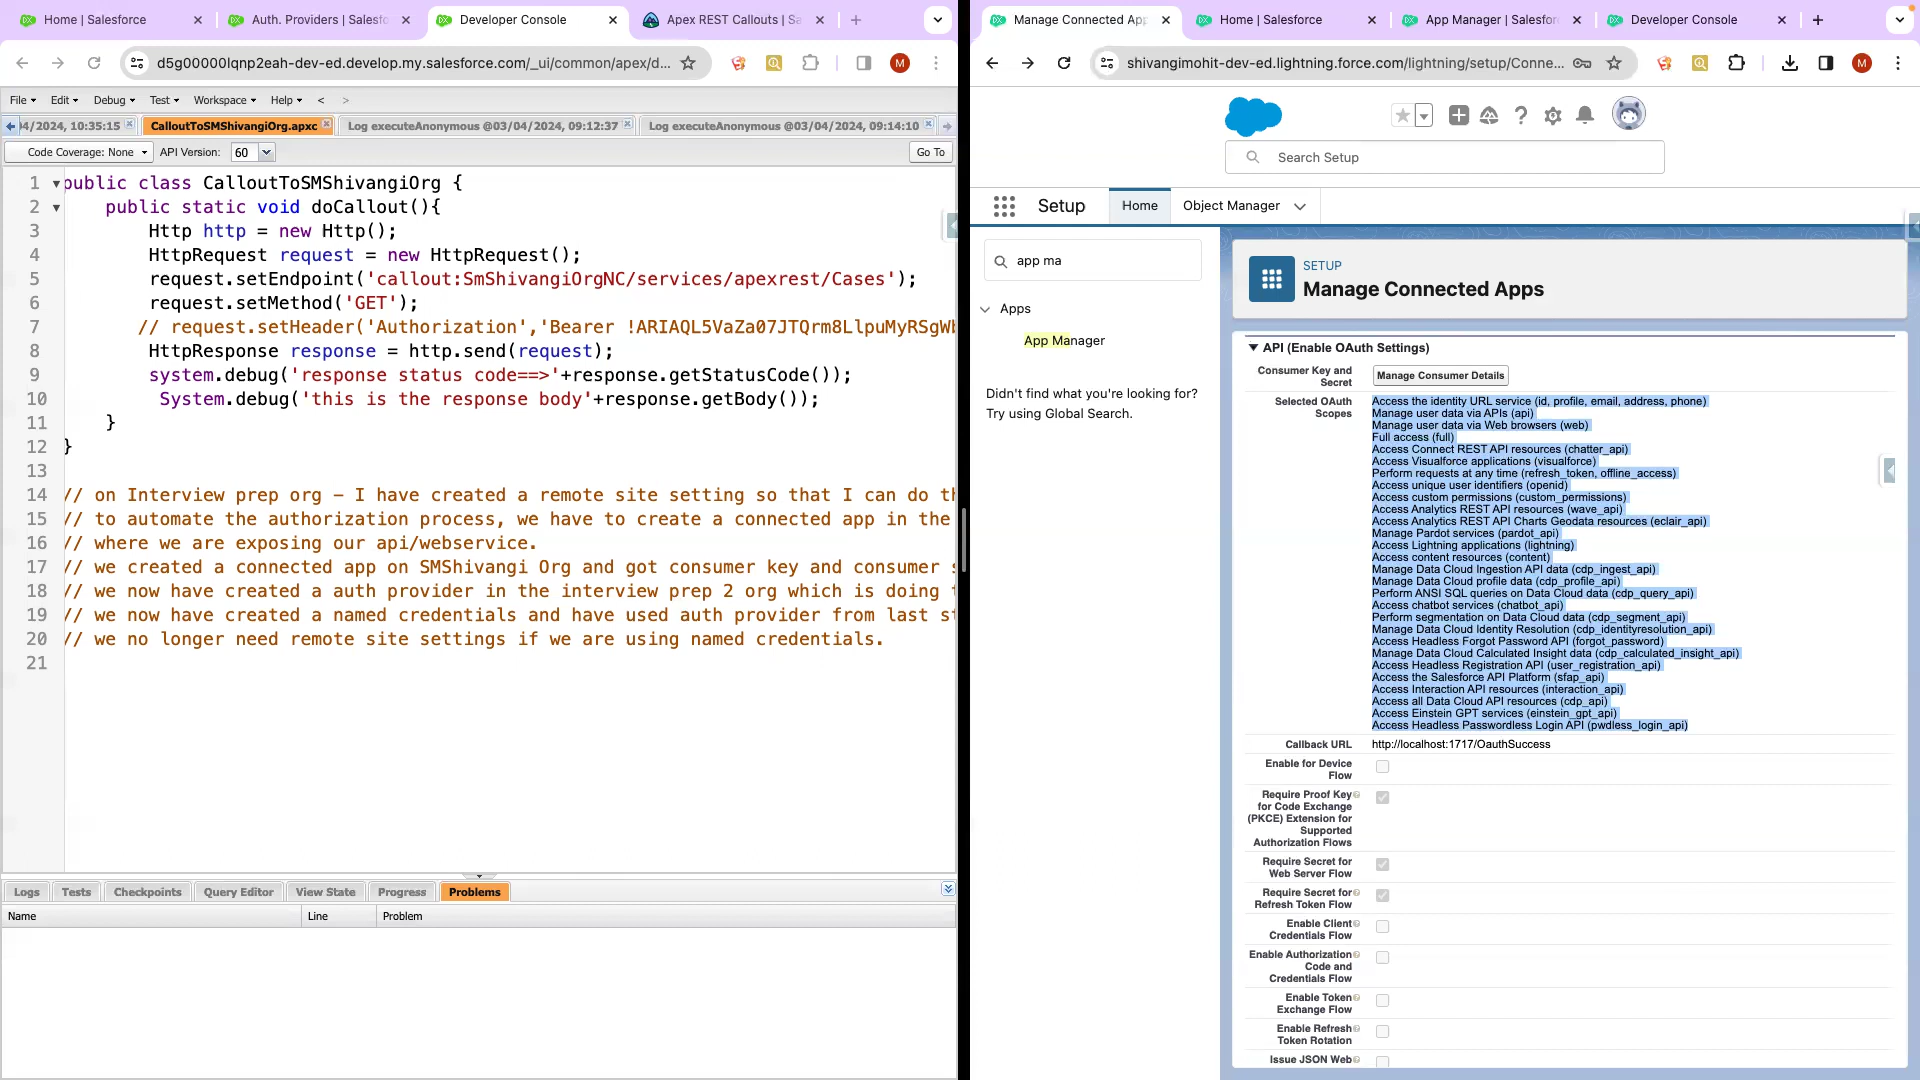 Home | Salesforce
Auth. Providers | Salesfo
Developer Console
Apex REST Callouts | Sa
d5g00000lqnp2eah-dev-ed.develop.my.salesforce.com/_ui/common/apex/d...
M
File
Edit
Debug
Test
Workspace
Help
<
>
04/2024, 10:35:15
CalloutToSMShivangiOrg.apxc
Log executeAnonymous @03/04/2024, 09:12:37
Log executeAnonymous @03/04/2024, 09:14:10
Code Coverage: None
API Version:
60
Go To
1 public class CalloutToSMShivangiOrg {
2 public static void doCallout(){
3 Http http = new Http();
4 HttpRequest request = new HttpRequest();
5 request.setEndpoint('callout:SmShivangiOrgNC/services/apexrest/Cases');
6 request.setMethod('GET');
7 // request.setHeader('Authorization','Bearer !ARIAQL5VaZa07JTQrm8LlpuMyRSgWb
8 HttpResponse response = http.send(request);
9 system.debug('response status code==>'+response.getStatusCode());
10 System.debug('this is the response body'+response.getBody());
11 }
12 }
13
14 // on Interview prep org – I have created a remote site setting so that I can do th
15 // to automate the authorization process, we have to create a connected app in the
16 // where we are exposing our api/webservice.
17 // we created a connected app on SMShivangi Org and got consumer key and consumer s
18 // we now have created a auth provider in the interview prep 2 org which is doing
19 // we now have created a named credentials and have used auth provider from last st
20 // we no longer need remote site settings if we are using named credentials.
21
Logs
Tests
Checkpoints
Query Editor
View State
Progress
Problems
Name
Line
Problem
Manage Connected App
Home | Salesforce
App Manager | Salesfor
Developer Console
shivangimohit-dev-ed.lightning.force.com/lightning/setup/Conne...
M
Search Setup
Setup
Home
Object Manager
app ma
Apps
App Manager
Didn't find what you're looking for?
Try using Global Search.
SETUP
Manage Connected Apps
API (Enable OAuth Settings)
Consumer Key and
Secret
Manage Consumer Details
Selected OAuth
Scopes
Access the identity URL service (id, profile, email, address, phone)
Manage user data via APIs (api)
Manage user data via Web browsers (web)
Full access (full)
Access Connect REST API resources (chatter_api)
Access Visualforce applications (visualforce)
Perform requests at any time (refresh_token, offline_access)
Access unique user identifiers (openid)
Access custom permissions (custom_permissions)
Access Analytics REST API resources (wave_api)
Access Analytics REST API Charts Geodata resources (eclair_api)
Manage Pardot services (pardot_api)
Access Lightning applications (lightning)
Access content resources (content)
Manage Data Cloud Ingestion API data (cdp_ingest_api)
Manage Data Cloud profile data (cdp_profile_api)
Perform ANSI SQL queries on Data Cloud data (cdp_query_api)
Access chatbot services (chatbot_api)
Perform segmentation on Data Cloud data (cdp_segment_api)
Manage Data Cloud Identity Resolution (cdp_identityresolution_api)
Access Headless Forgot Password API (forgot_password)
Manage Data Cloud Calculated Insight data (cdp_calculated_insight_api)
Access Headless Registration API (user_registration_api)
Access the Salesforce API Platform (sfap_api)
Access Interaction API resources (interaction_api)
Access all Data Cloud API resources (cdp_api)
Access Einstein GPT services (einstein_gpt_api)
Access Headless Passwordless Login API (pwdless_login_api)
Callback URL
http://localhost:1717/OauthSuccess
Enable for Device
Flow
Require Proof Key
for Code Exchange
(PKCE) Extension for
Supported
Authorization Flows
Require Secret for
Web Server Flow
Require Secret for
Refresh Token Flow
Enable Client
Credentials Flow
Enable Authorization
Code and
Credentials Flow
Enable Token
Exchange Flow
Enable Refresh
Token Rotation
Issue JSON Web